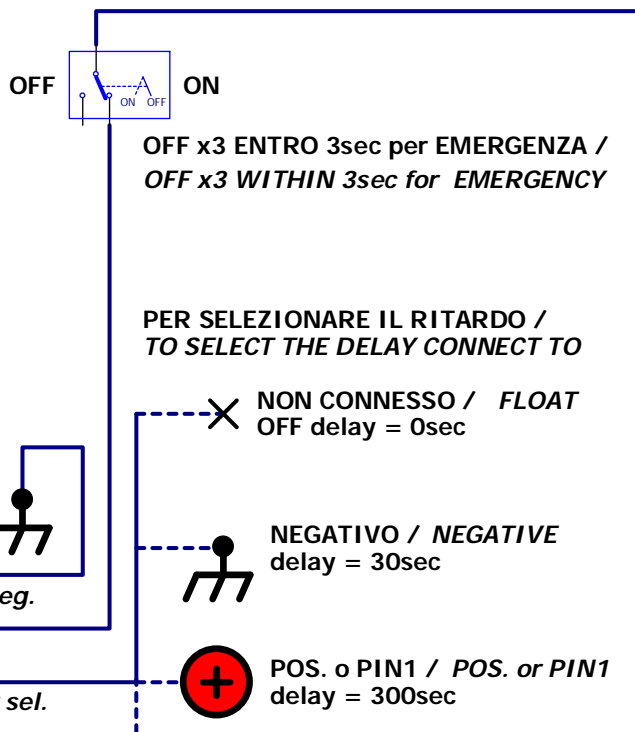 OFF
ON
ON OFF
OFF x3 ENTRO 3sec per EMERGENZA /
OFF x3 WITHIN 3sec for EMERGENCY
PER SELEZIONARE IL RITARDO /
TO SELECT THE DELAY CONNECT TO
NON CONNESSO / FLOAT
OFF delay = 0sec
NEGATIVO / NEGATIVE
delay = 30sec
eg.
POS. o PIN1 / POS. or PIN1
delay = 300sec
sel.